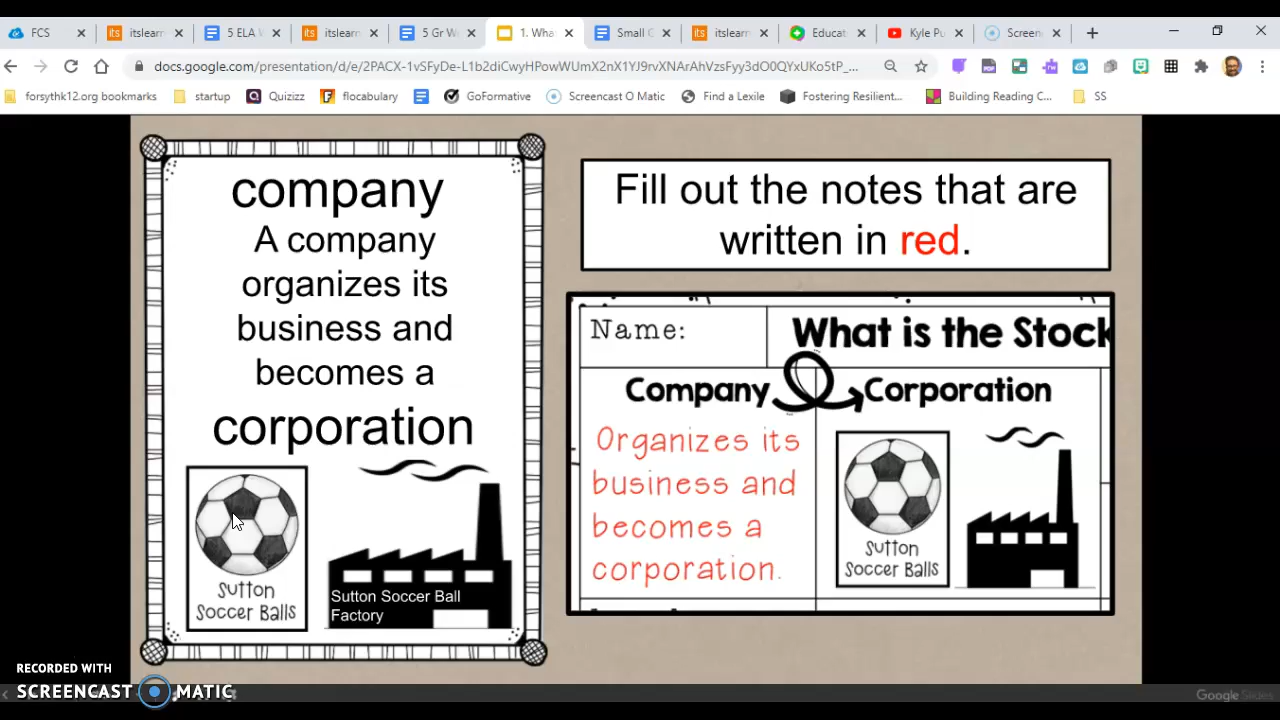 FCS
itslearn
5 ELA W
itslearn
5 Gr W
1. Wha
Small G
itslearn
Educat
Kyle Pu
Screen
docs.google.com/presentation/d/e/2PACX-1vSFyDe-L1b2diCwyHPowWUmX2nX1YJ9rvXNArAhVzsFyy3dO0QYxUKo5tP_...
forsythk12.org bookmarks
startup
Quizizz
flocabulary
GoFormative
Screencast O Matic
Find a Lexile
Fostering Resilient...
Building Reading C...
SS
company
A company
organizes its
business and
becomes a
corporation
Sutton
Soccer Balls
Sutton Soccer Ball
Factory
Fill out the notes that are
written in red.
Name:
What is the Stock
Company
Corporation
Organizes its
business and
becomes a
corporation.
Sutton
Soccer Balls
RECORDED WITH
SCREENCAST MATIC
Google Slides